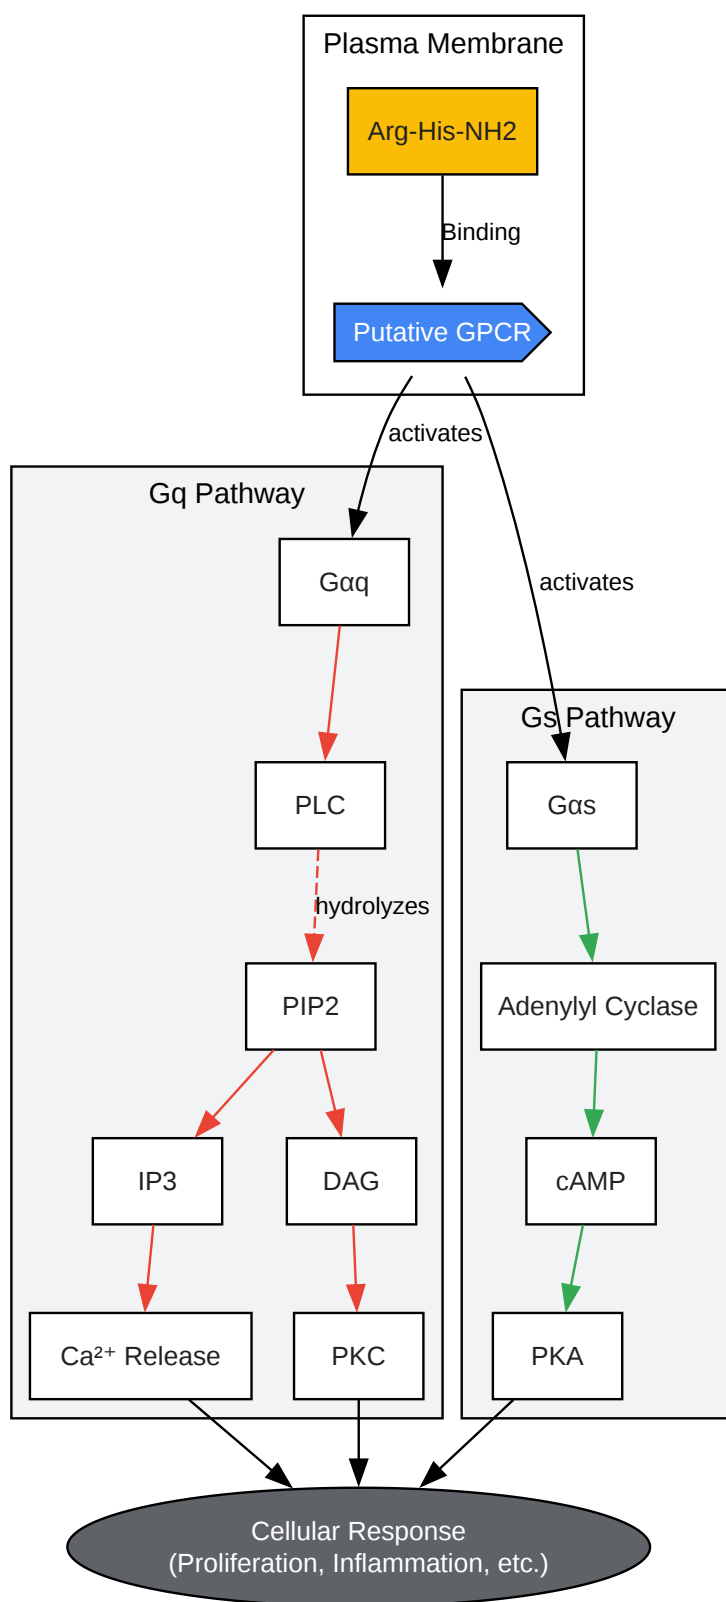 Plasma Membrane
Arg-His-NH2
Binding
Putative GPCR
activates
Gq Pathway
Gαq
activates
Gs Pathway
PLC
Gαs
hydrolyzes
PIP2
Adenylyl Cyclase
IP3
DAG
cAMP
Ca²⁺ Release
PKC
PKA
Cellular Response
(Proliferation, Inflammation, etc.)